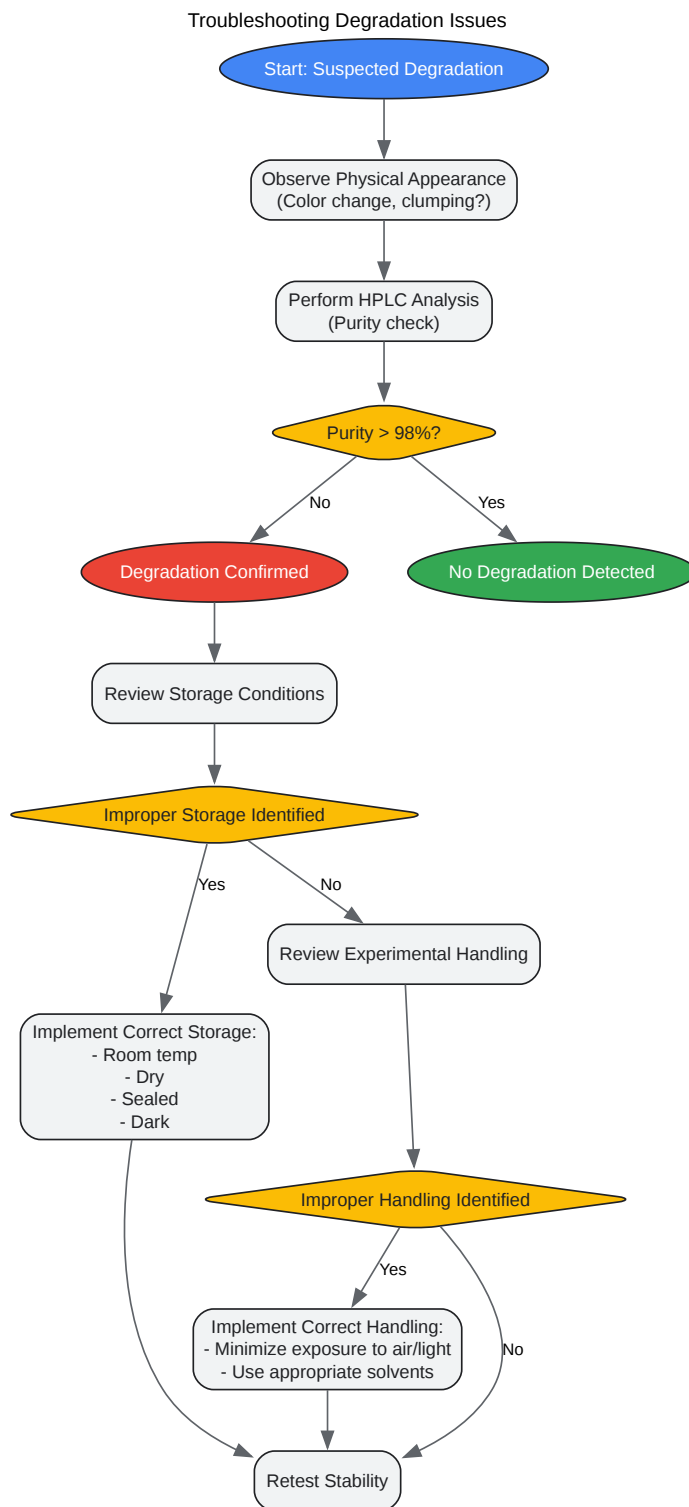 Troubleshooting Degradation Issues
Start: Suspected Degradation
Observe Physical Appearance
(Color change, clumping?)
Perform HPLC Analysis
(Purity check)
Purity > 98%?
No
Yes
Degradation Confirmed
No Degradation Detected
Review Storage Conditions
Improper Storage Identified
Yes
No
Review Experimental Handling
Implement Correct Storage:
- Room temp
- Dry
- Sealed
- Dark
Improper Handling Identified
Yes
No
Implement Correct Handling:
- Minimize exposure to air/light
- Use appropriate solvents
Retest Stability